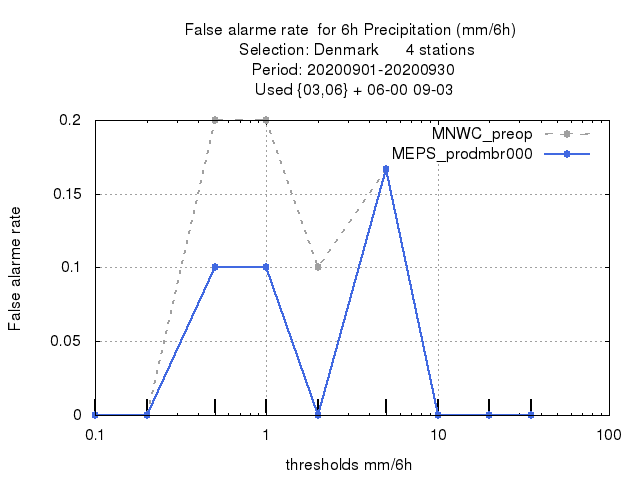 False alarme rate  for 6h Precipitation (mm/6h)
Selection: Denmark      4 stations
Period: 20200901-20200930
Used {03,06} + 06-00 09-03
MNWC_preop
MEPS_prodmbr000
0.2
0.15
0.1
0.05
0
False alarme rate
0.1 1 10 100
thresholds mm/6h